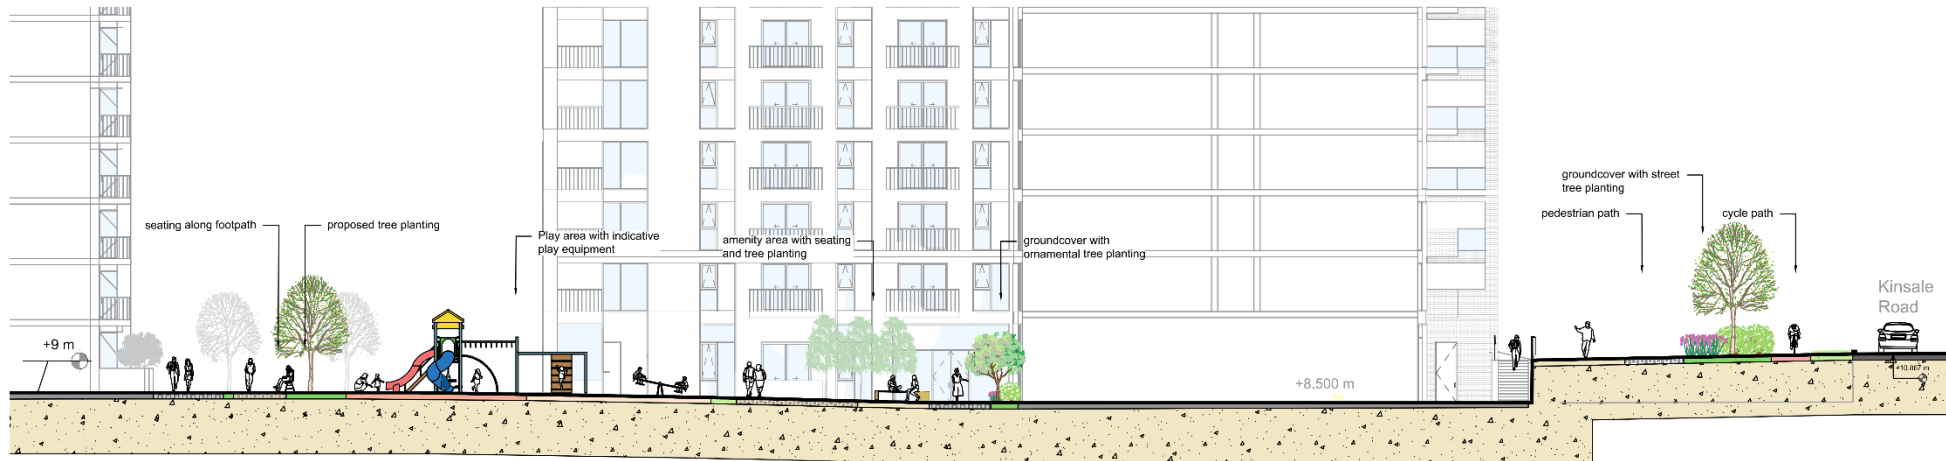 groundcover with street
tree planting
pedestrian path
cycle path
seating along footpath
proposed tree planting
Play area with indicative
play equipment
amenity area with seating
and tree planting
groundcover with
ornamental tree planting
Kinsale
Road
+9 m
+10.867 m
+8.500 m